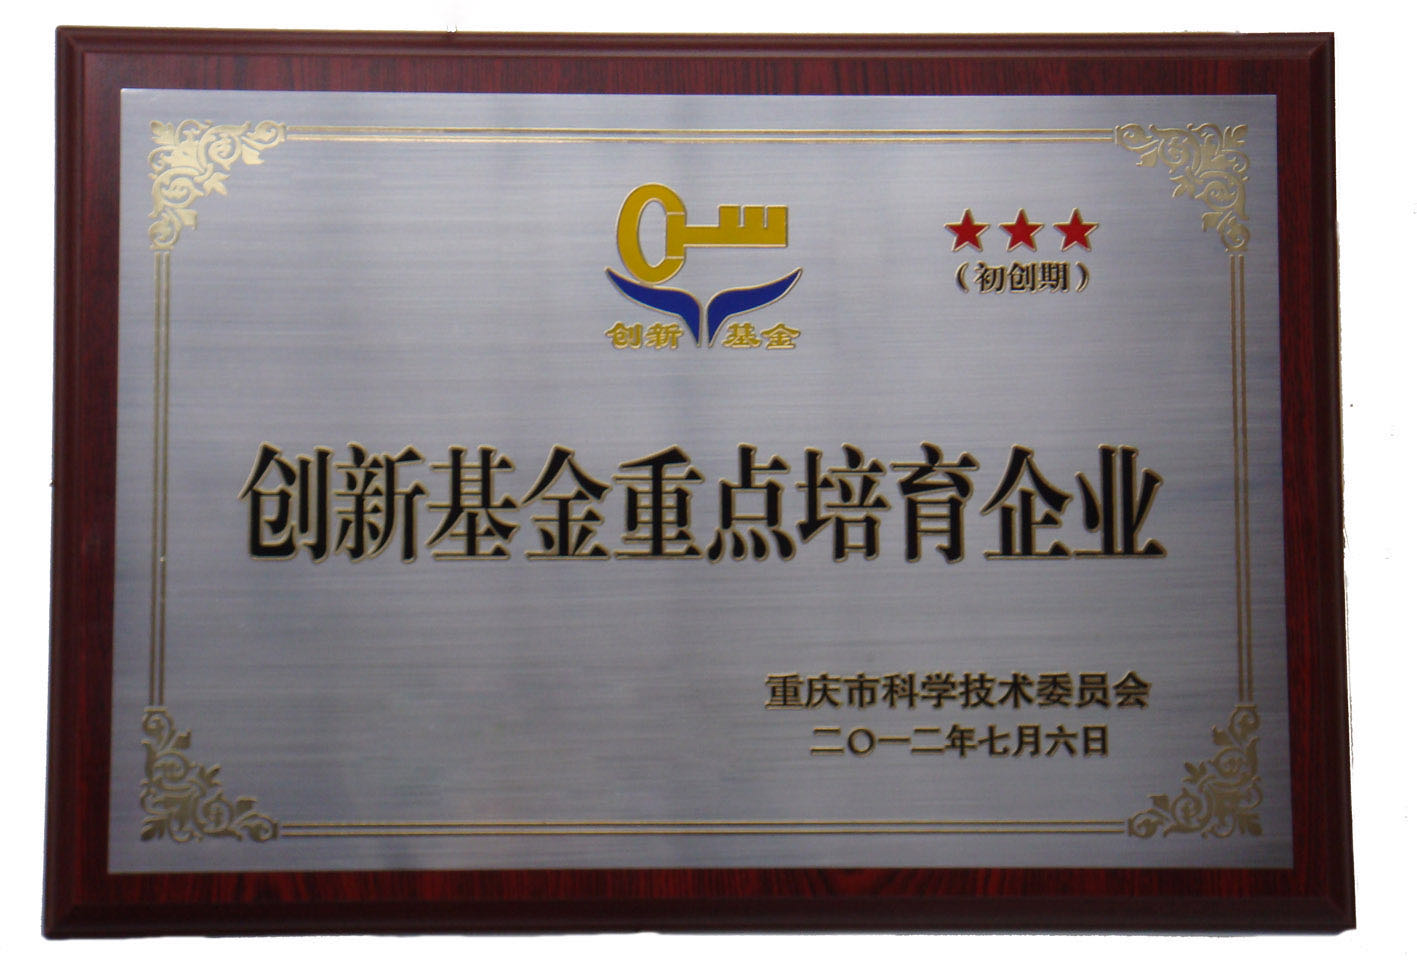 ★★★
（初创期）
创新 基金
创新基金重点培育企业
重庆市科学技术委员会
二〇一二年七月六日